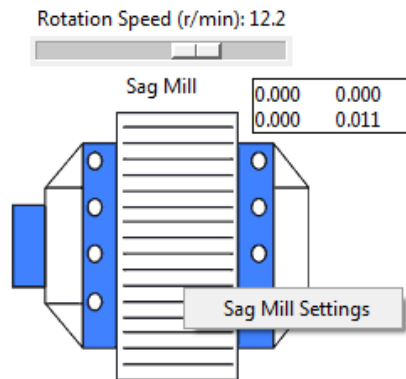 Rotation Speed (r/min): 12.2
Sag Mill
0.000 0.000
0.000 0.011
Sag Mill Settings